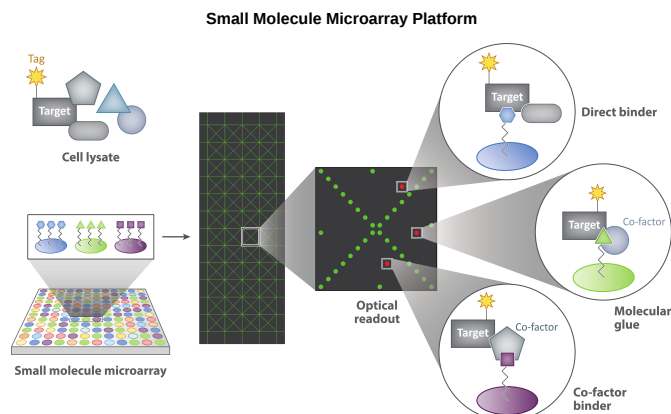 Small Molecule Microarray Platform
Tag
Target
Cell lysate
Small molecule microarray
Optical
readout
Target
Direct binder
Target
Co-factor
Molecular
glue
Target
Co-factor
Co-factor
binder